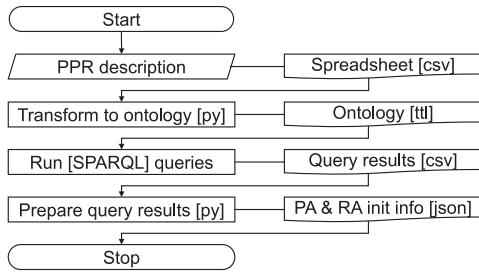 Start
PPR description
Spreadsheet [csv]
Transform to ontology [py]
Ontology [ttl]
Run [SPARQL] queries
Query results [csv]
Prepare query results [py]
PA & RA init info [json]
Stop